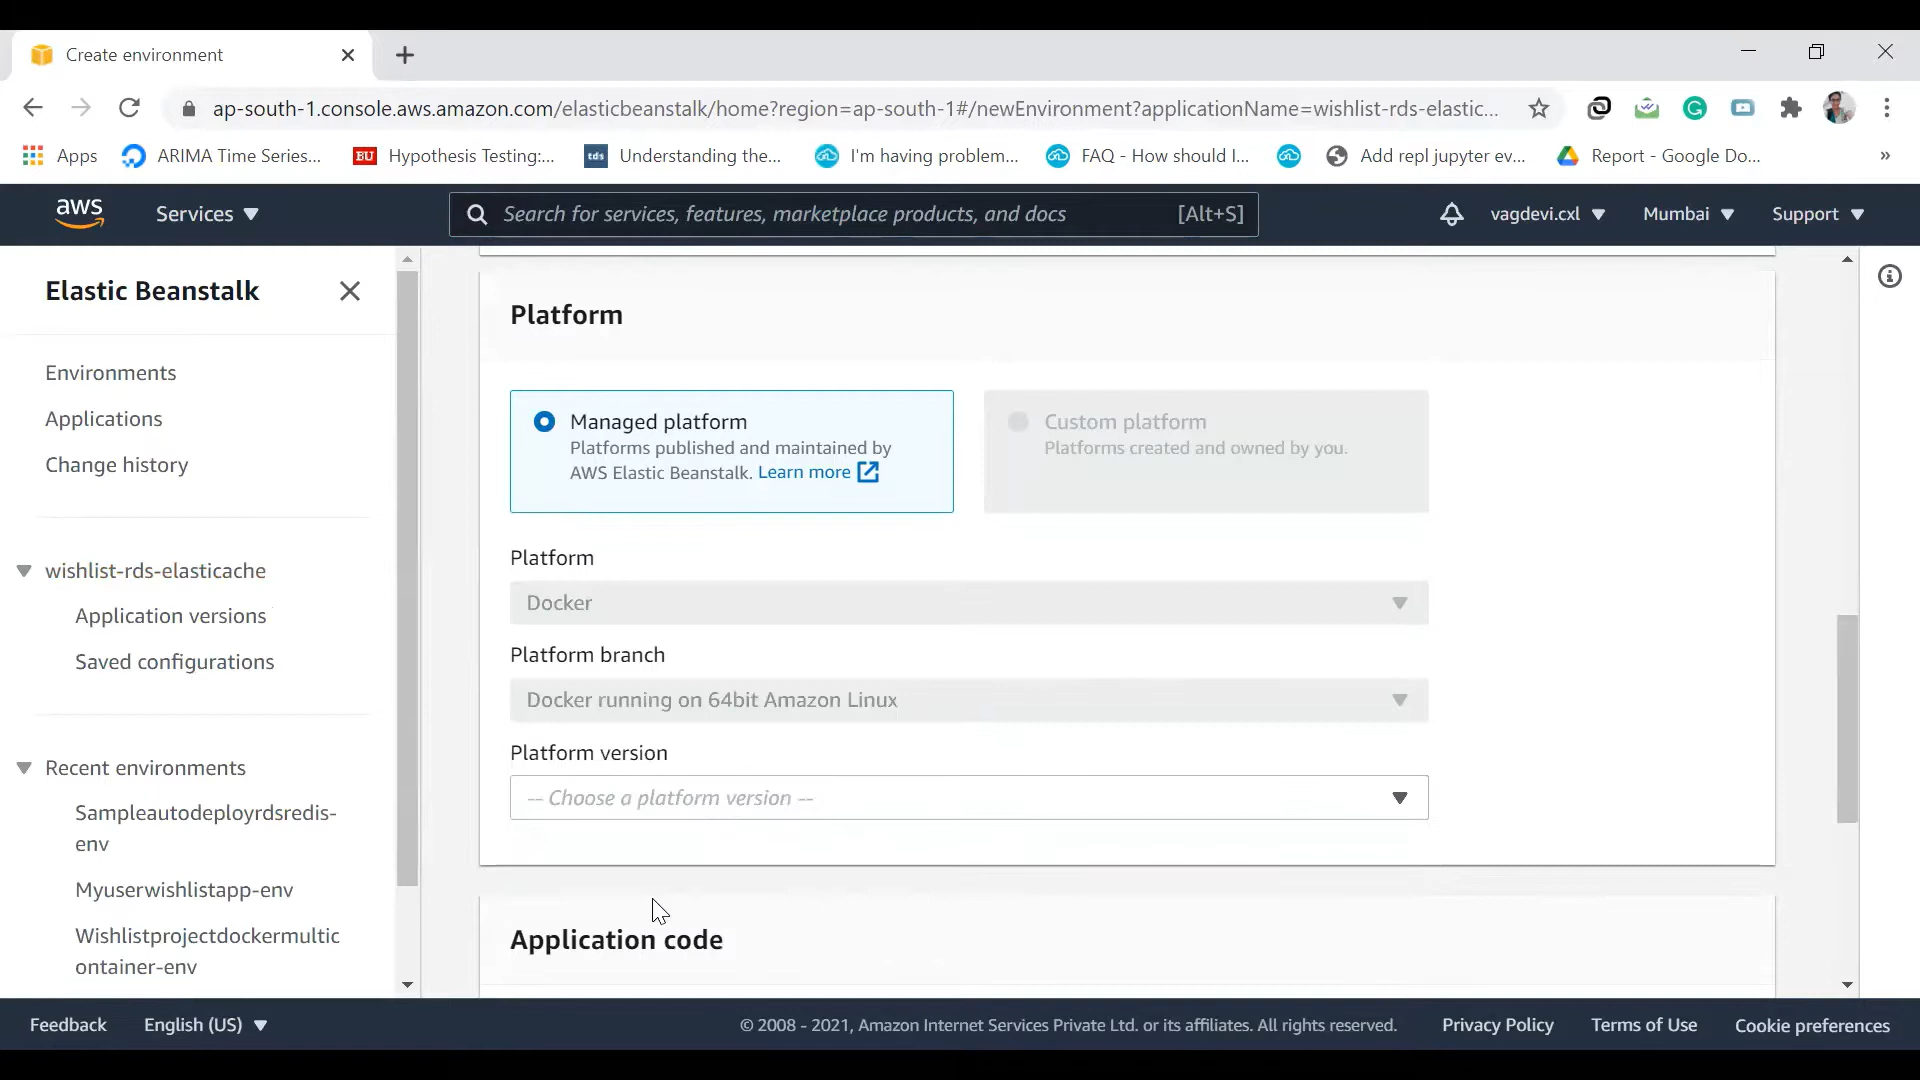 Create environment
ap-south-1.console.aws.amazon.com/elasticbeanstalk/home?region=ap-south-1#/newEnvironment?applicationName=wishlist-rds-elastic...
Apps
ARIMA Time Series...
BU
Hypothesis Testing:...
tds
Understanding the...
I'm having problem...
FAQ - How should I...
Add repl jupyter ev...
Report - Google Do...
»
aws
Services
Search for services, features, marketplace products, and docs
[Alt+S]
vagdevi.cxl
Mumbai
Support
Elastic Beanstalk
Environments
Applications
Change history
wishlist-rds-elasticache
Application versions
Saved configurations
Recent environments
Sampleautodeployrdsredis-
env
Myuserwishlistapp-env
Wishlistprojectdockermultic
ontainer-env
Platform
Managed platform
Platforms published and maintained by
AWS Elastic Beanstalk. Learn more
Custom platform
Platforms created and owned by you.
Platform
Docker
Platform branch
Docker running on 64bit Amazon Linux
Platform version
-- Choose a platform version --
Application code
Feedback
English (US)
© 2008 - 2021, Amazon Internet Services Private Ltd. or its affiliates. All rights reserved.
Privacy Policy
Terms of Use
Cookie preferences